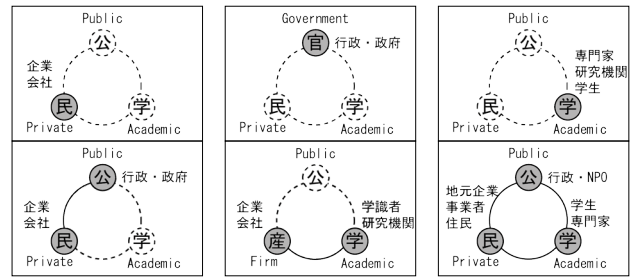 Public
公
企業
会社
民
学
Private
Academic
Government
官
行政・政府
民
学
Private
Academic
Public
公
専門家
研究機関
学生
民
学
Private
Academic
Public
公
行政・政府
企業
会社
民
学
Private
Academic
Public
公
企業
会社
学識者
研究機関
産
学
Firm
Academic
Public
公
行政・NPO
地元企業
事業者
住民
学生
専門家
民
学
Private
Academic